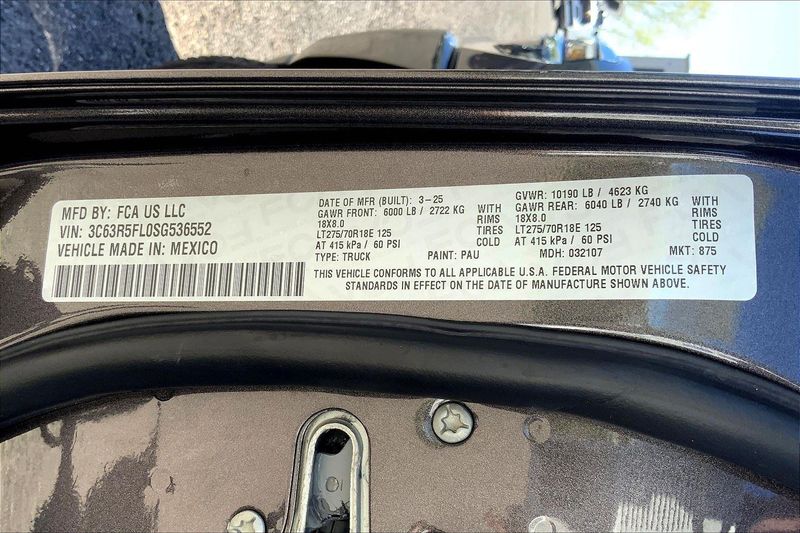 MFD BY: FCA US LLC
VIN: 3C63R5FL0SG536552
VEHICLE MADE IN: MEXICO
DATE OF MFR (BUILT): 3-25
GAWR FRONT: 6000 LB / 2722 KG WITH
18X8.0 RIMS
LT275/70R18E 125 TIRES
AT 415 kPa / 60 PSI COLD
TYPE: TRUCK PAINT: PAU
GVWR: 10190 LB / 4623 KG
GAWR REAR: 6040 LB / 2740 KG WITH
18X8.0 RIMS
LT275/70R18E 125 TIRES
AT 415 kPa / 60 PSI COLD
MDH: 032107 MKT: 875
THIS VEHICLE CONFORMS TO ALL APPLICABLE U.S.A. FEDERAL MOTOR VEHICLE SAFETY
STANDARDS IN EFFECT ON THE DATE OF MANUFACTURE SHOWN ABOVE.